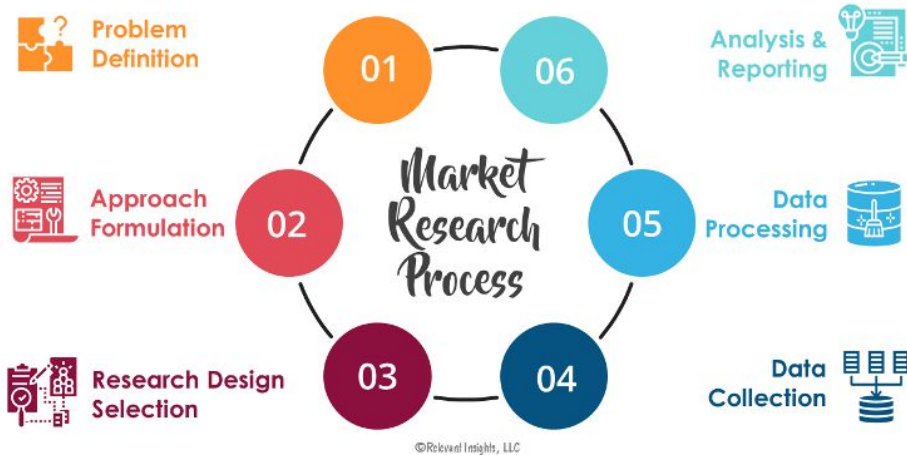 Problem
Definition
01
Approach
Formulation
02
Research Design
Selection
03
Market
Research
Process
Data
Collection
04
Data
Processing
05
Analysis &
Reporting
06
?
©Relevant Insights, LLC